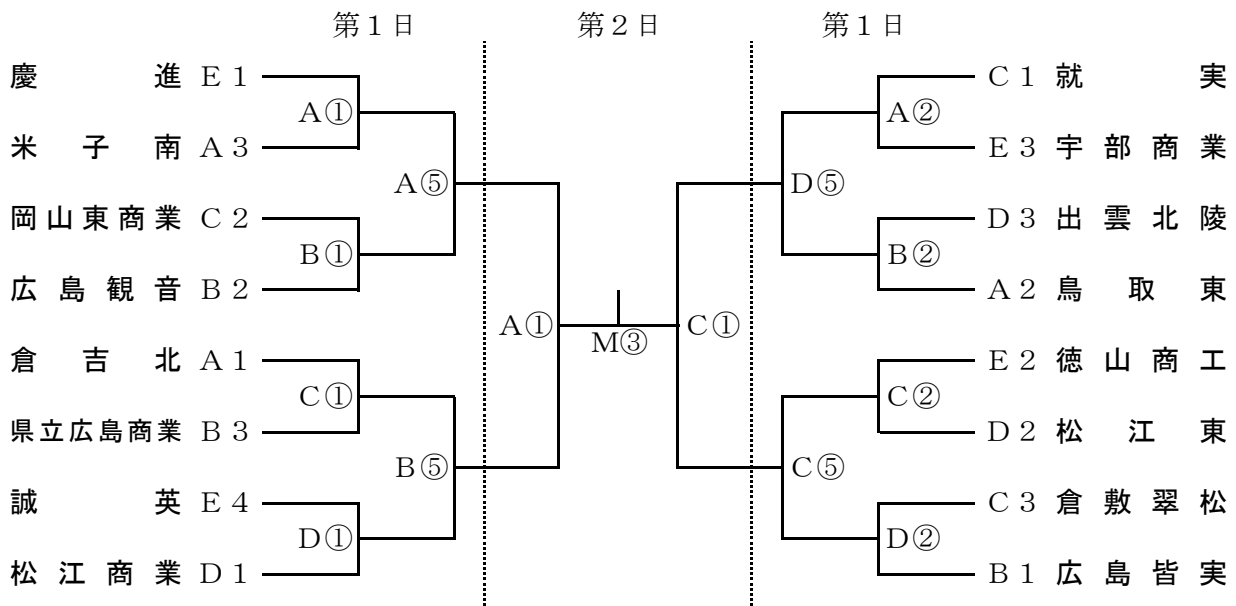 第１日 第２日 第１日
慶進 E１ C１ 就実
A① A②
米子南 A３ E３ 宇部商業
A⑤ D⑤
岡山東商業 C２ D３ 出雲北陵
B① B②
広島観音 B２ A２鳥取東
A① M③ C①
倉吉北 A１ E２ 徳山商工
C① C②
県立広島商業 B３ D２ 松江東
B⑤ C⑤
誠英 E４ C３ 倉敷翠松
D① D②
松江商業 D１ B１ 広島皆実